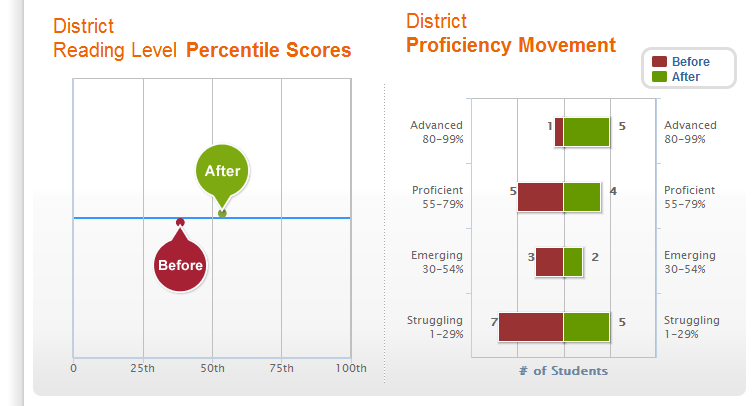 District
Reading Level Percentile Scores
After
Before
0 25th 50th 75th 100th
District
Proficiency Movement
Before
After
Advanced 1 5 Advanced
80-99% 80-99%
Proficient 5 4 Proficient
55-79% 55-79%
Emerging 3 2 Emerging
30-54% 30-54%
Struggling 7 5 Struggling
1-29% 1-29%
# of Students